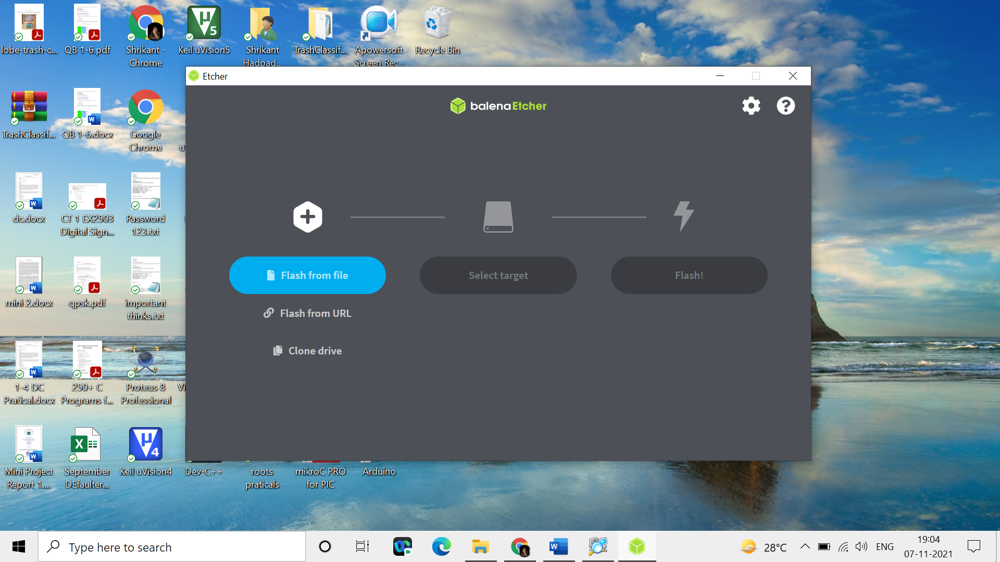 lobe-trash-c...
QB 1-6.pdf
Shrikant -
Chrome
Keil uVision5
Shrikant
Hadpad...
TrashClassif...
Apowersoft
Screen Rec...
Recycle Bin
Etcher
balenaEtcher
TrashClassif...
QB 1-6.docx
Google
Chrome
dc.docx
CT 1 EX2503
Digital Sign...
Password
123.txt
Flash from file
Select target
Flash!
Flash from URL
Clone drive
mini 2.docx
qpsk.pdf
important
thinks.txt
1-4 DC
Pratical.docx
250+ C
Programs f...
Proteus 8
Professional
Mini Project
Report 1....
September
DEfaulter...
Keil uVision4
Dev-C++
roots
praticals
mikroC PRO
for PIC
Arduino
Type here to search
28°C
ENG
19:04
07-11-2021